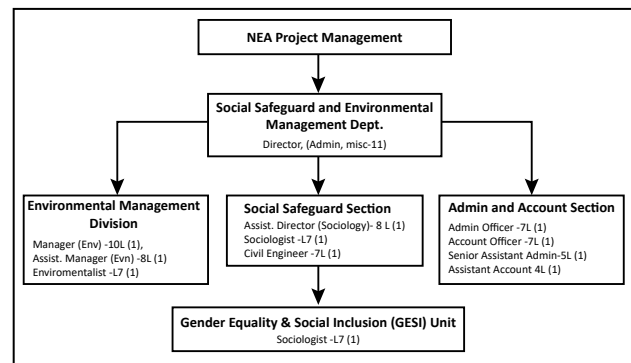 NEA Project Management
Social Safeguard and Environmental
Management Dept.
Director, (Admin, misc-11)
Environmental Management
Division
Manager (Env) -10L (1),
Assist. Manager (Evn) -8L (1)
Enviromentalist -L7 (1)
Social Safeguard Section
Assist. Director (Sociology)- 8 L (1)
Sociologist -L7 (1)
Civil Engineer -7L (1)
Admin and Account Section
Admin Officer -7L (1)
Account Officer -7L (1)
Senior Assistant Admin-5L (1)
Assistant Account 4L (1)
Gender Equality & Social Inclusion (GESI) Unit
Sociologist -L7 (1)